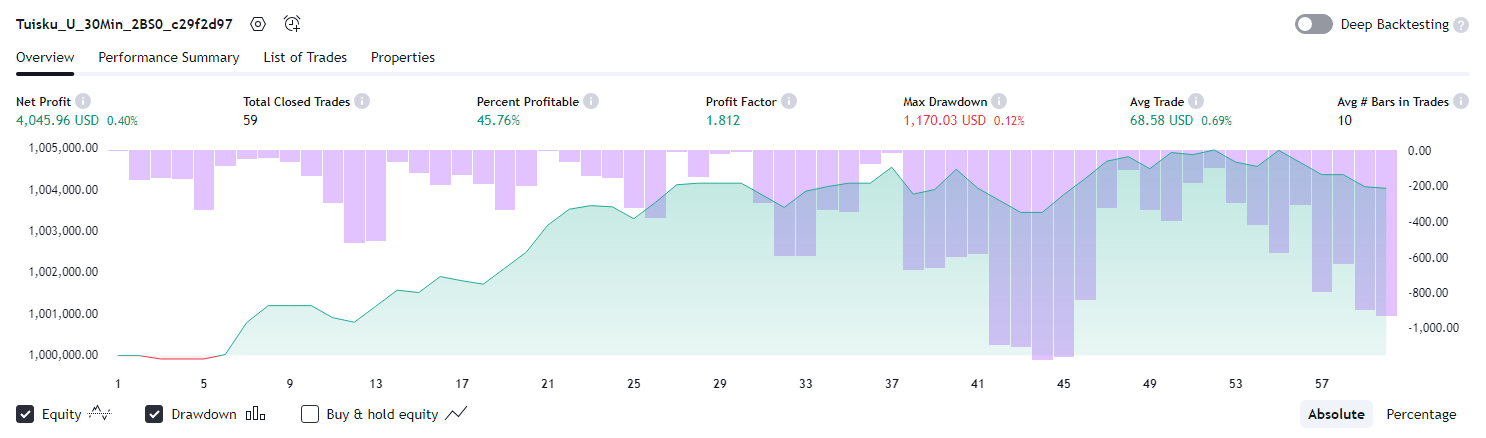 Tuisku_U_30Min_2BS0_c29f2d97
Deep Backtesting ?
Overview Performance Summary List of Trades Properties
Net Profit i Total Closed Trades i Percent Profitable i Profit Factor i Max Drawdown i Avg Trade i Avg # Bars in Trades i
4,045.96 USD 0.40% 59 45.76% 1.812 1,170.03 USD 0.12% 68.58 USD 0.69% 10
1,005,000.00 0.00
1,004,000.00 -200.00
-400.00
1,003,000.00
1,002,000.00 -600.00
-800.00
1,001,000.00
-1,000.00
1,000,000.00
1 5 9 13 17 21 25 29 33 37 41 45 49 53 57
Equity Drawdown Buy & hold equity Absolute Percentage